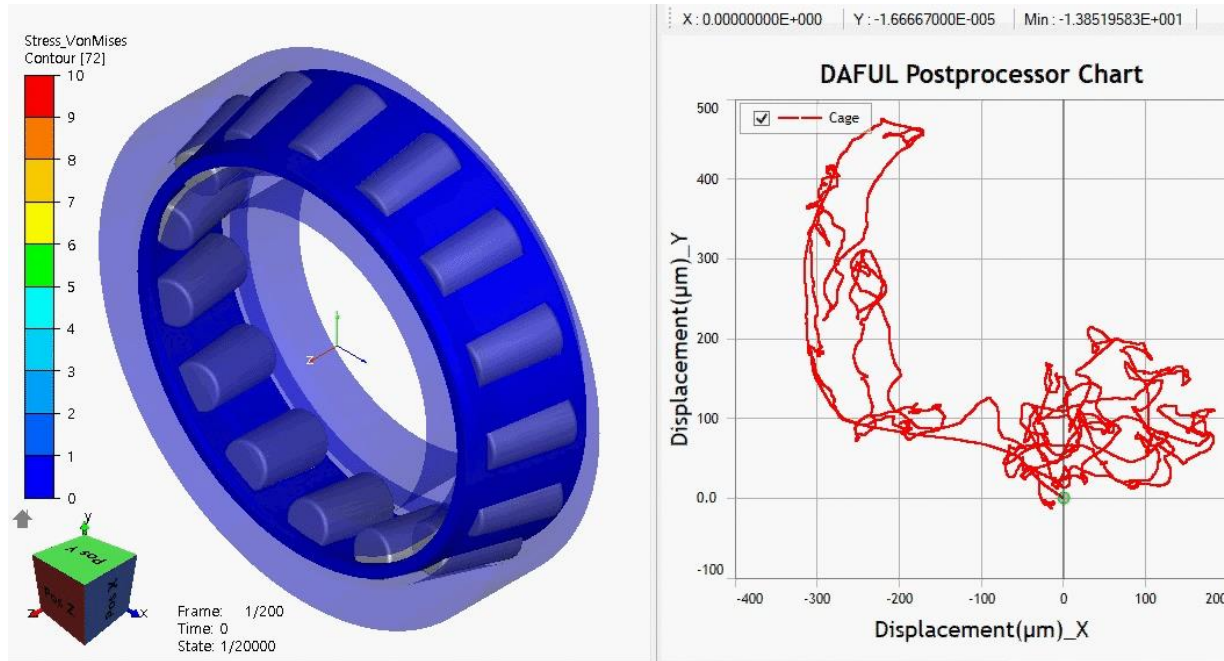 Stress_VonMises
Contour [72]
10
9
8
7
6
5
4
3
2
1
0
Z
y
Pos Y
Pos Z
Pos X
z
x
Frame: 1/200
Time: 0
State: 1/20000
X : 0.00000000E+000 Y : -1.66667000E-005 Min : -1.38519583E+001
DAFUL Postprocessor Chart
Cage
Displacement(µm)_Y
500
400
300
200
100
0.0
-100
-400 -300 -200 -100 0 100 200
Displacement(µm)_X